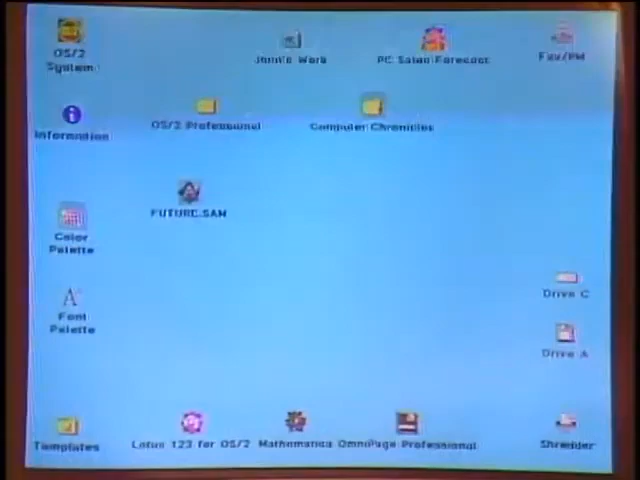 OS/2
System
John's Work
PC Sales Forecast
Fax/PM
Information
OS/2 Professional
Computer Chronicles
FUTURE.SAM
Color
Palette
Font
Palette
Drive C
Drive A
Templates
Lotus 123 for OS/2
Mathematica
OmniPage Professional
Shredder